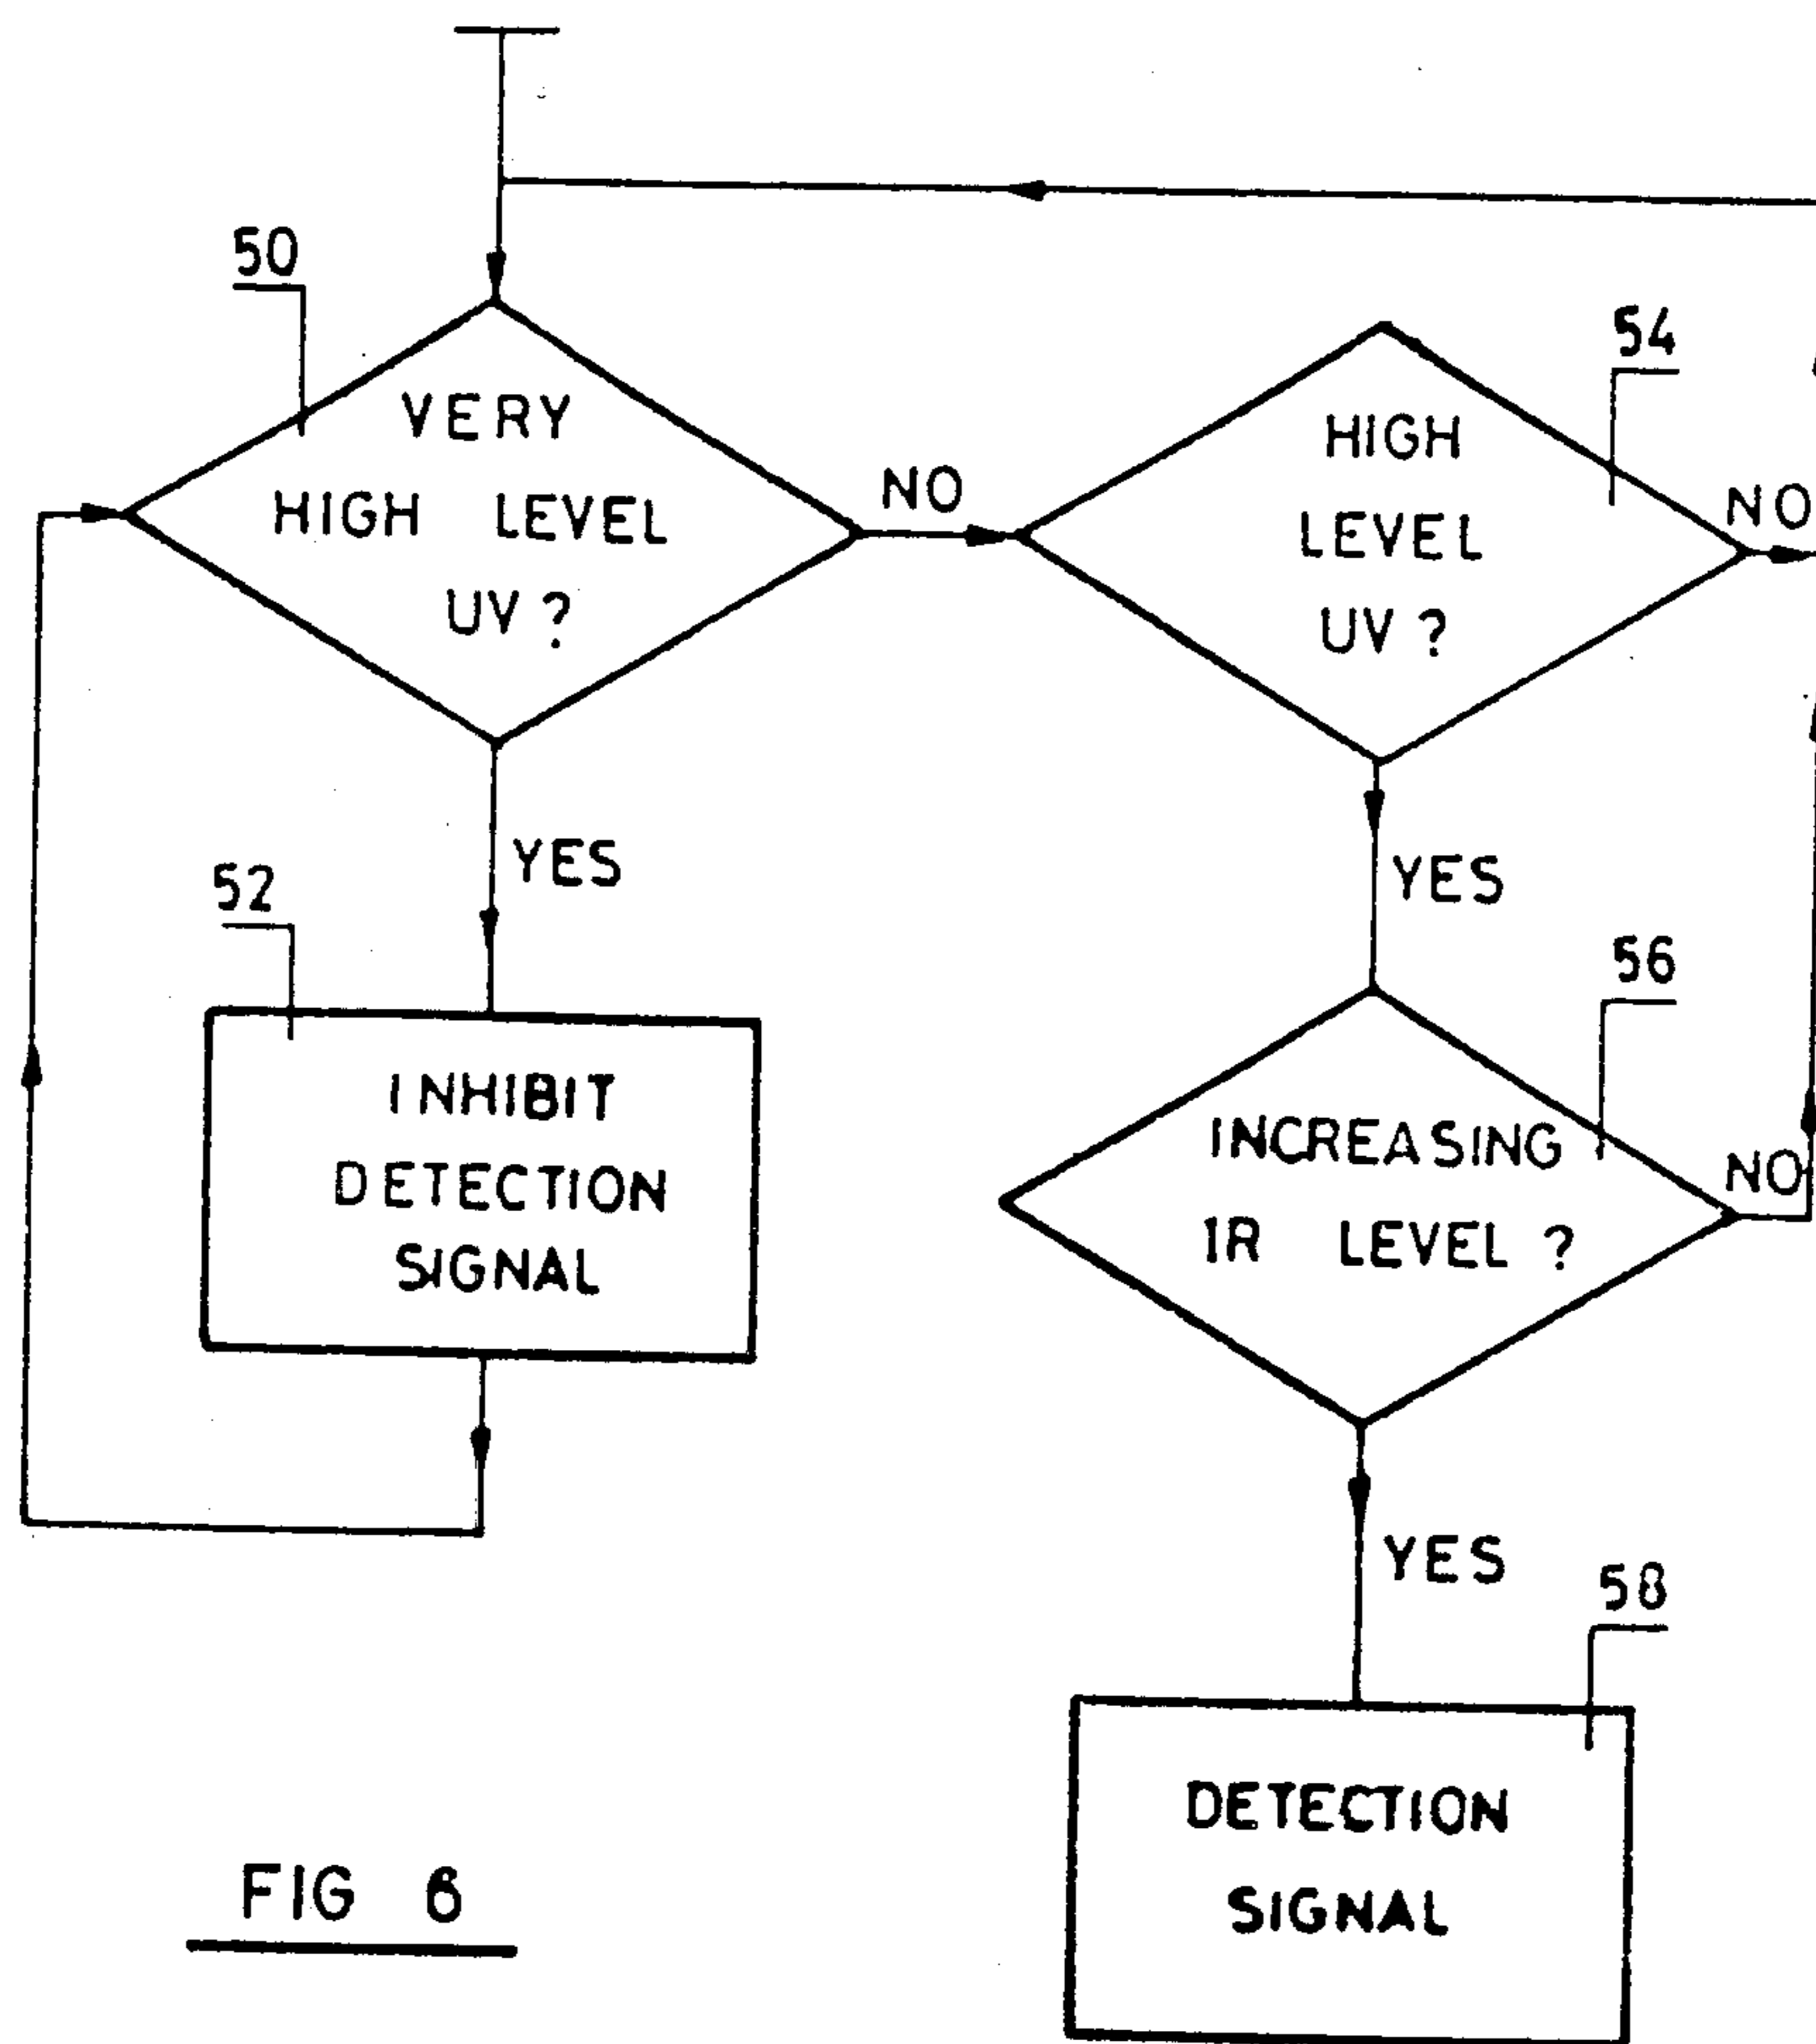 50
VERY
HIGH LEVEL
UV ?
NO
54
HIGH
LEVEL
UV ?
NO
YES
52
INHIBIT
DETECTION
SIGNAL
YES
56
INCREASING
IR LEVEL ?
NO
YES
58
DETECTION
SIGNAL
FIG 6